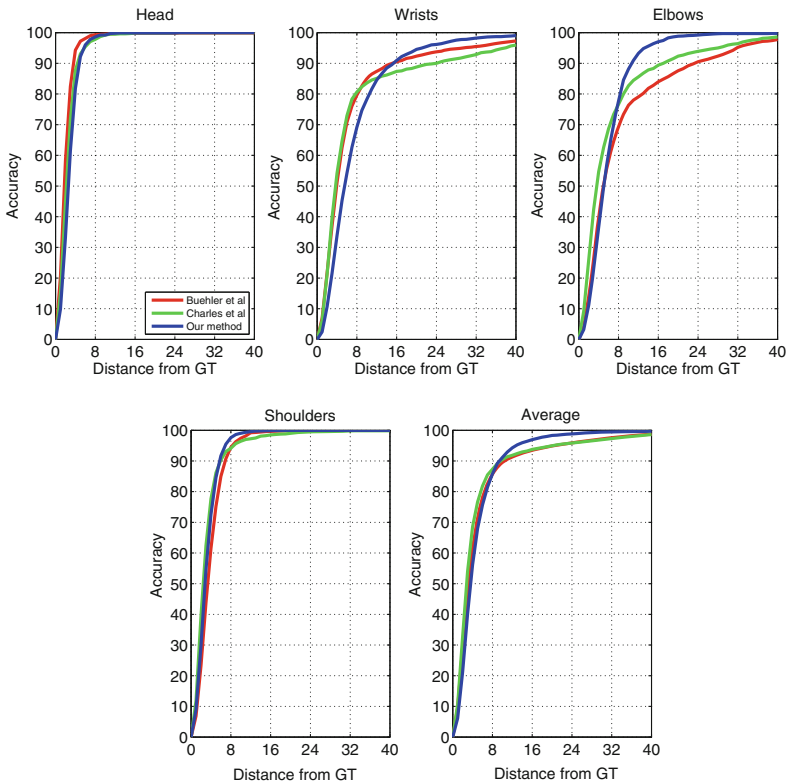 Head
Accuracy
100
90
80
70
60
50
40
30
20
10
0
0 8 16 24 32 40
Distance from GT
Buehler et al
Charles et al
Our method
Wrists
Accuracy
100
90
80
70
60
50
40
30
20
10
0
0 8 16 24 32 40
Distance from GT
Elbows
Accuracy
100
90
80
70
60
50
40
30
20
10
0
0 8 16 24 32 40
Distance from GT
Shoulders
Accuracy
100
90
80
70
60
50
40
30
20
10
0
0 8 16 24 32 40
Distance from GT
Average
Accuracy
100
90
80
70
60
50
40
30
20
10
0
0 8 16 24 32 40
Distance from GT